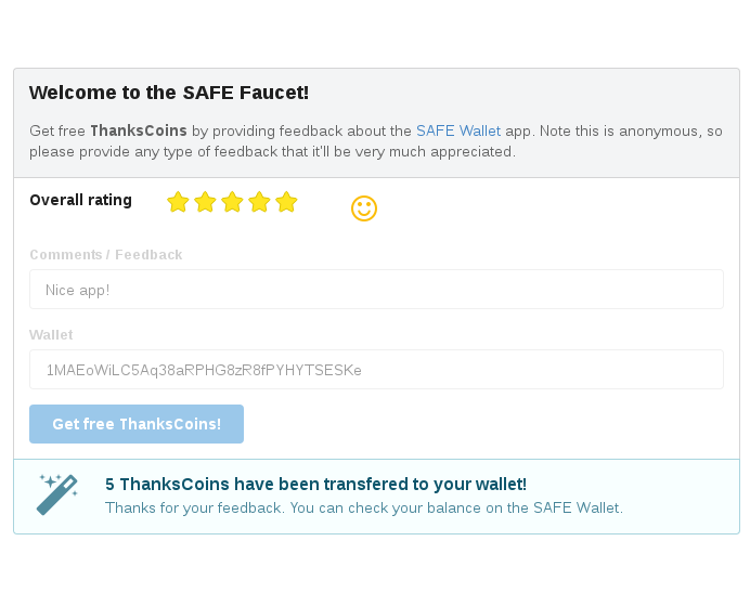 Welcome to the SAFE Faucet!
Get free ThanksCoins by providing feedback about the SAFE Wallet app. Note this is anonymous, so
please provide any type of feedback that it'll be very much appreciated.
Overall rating
Comments / Feedback
Nice app!
Wallet
1MAEoWiLC5Aq38aRPHG8zR8fPYHYTSESKe
Get free ThanksCoins!
5 ThanksCoins have been transfered to your wallet!
Thanks for your feedback. You can check your balance on the SAFE Wallet.